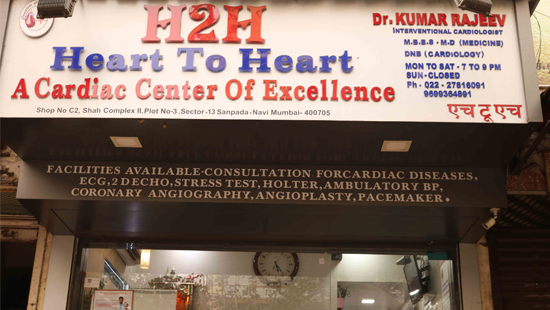 H2H
Heart To Heart
A Cardiac Center Of Excellence
Shop No C2, Shah Complex II, Plot No-3, Sector-13 Sanpada-Navi Mumbai- 400705
Dr. KUMAR RAJEEV
INTERVENTIONAL CARDIOLOGIST
M.B.B.S - M.D (MEDICINE)
DNB (CARDIOLOGY)
MON TO SAT - 7 TO 9 PM
SUN-CLOSED
Ph - 022 - 27816091
9699364891
एच टू एच
FACILITIES AVAILABLE-CONSULTATION FORCARDIAC DISEASES,
ECG, 2 DECHO, STRESS TEST, HOLTER, AMBULATORY BP,
CORONARY ANGIOGRAPHY, ANGIOPLASTY, PACEMAKER.